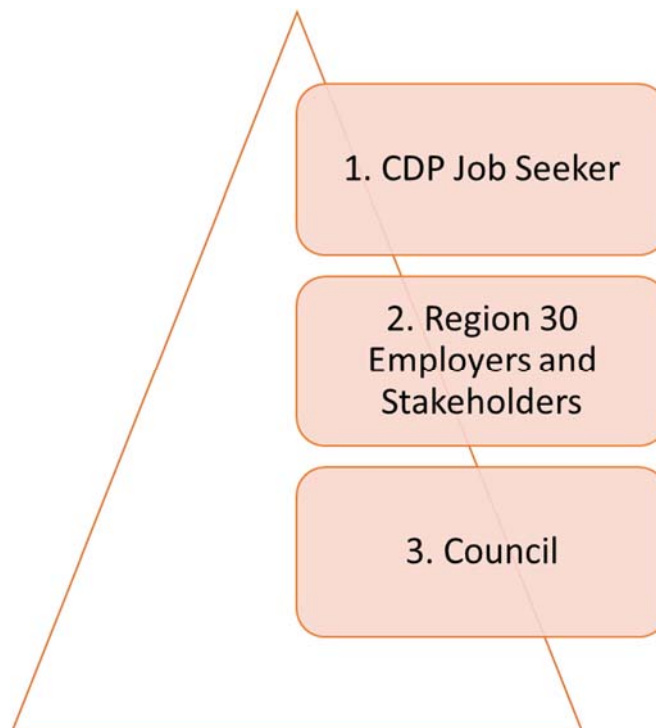 1. CDP Job Seeker
2. Region 30
Employers and
Stakeholders
3. Council